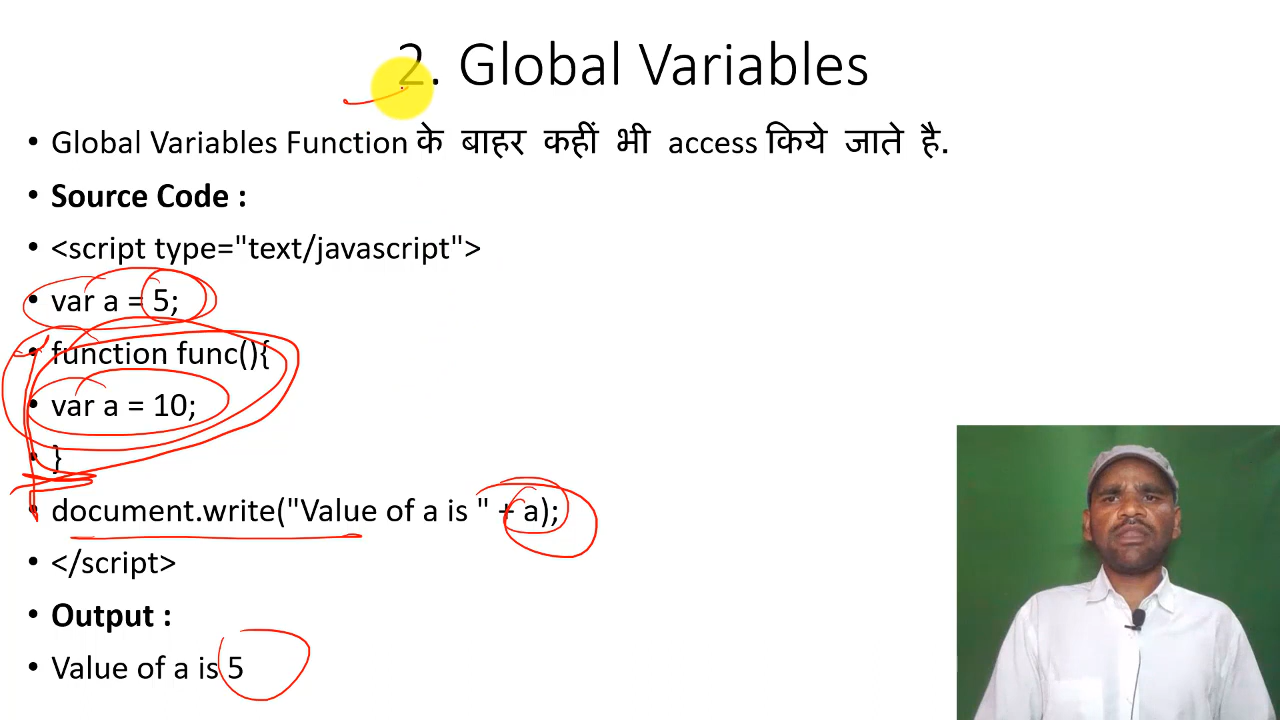 2. Global Variables
• Global Variables Function के बाहर कहीं भी access किये जाते है.
• Source Code :
• <script type="text/javascript">
• var a = 5;
• function func(){
• var a = 10;
• }
• document.write("Value of a is " + a);
• </script>
• Output :
• Value of a is 5